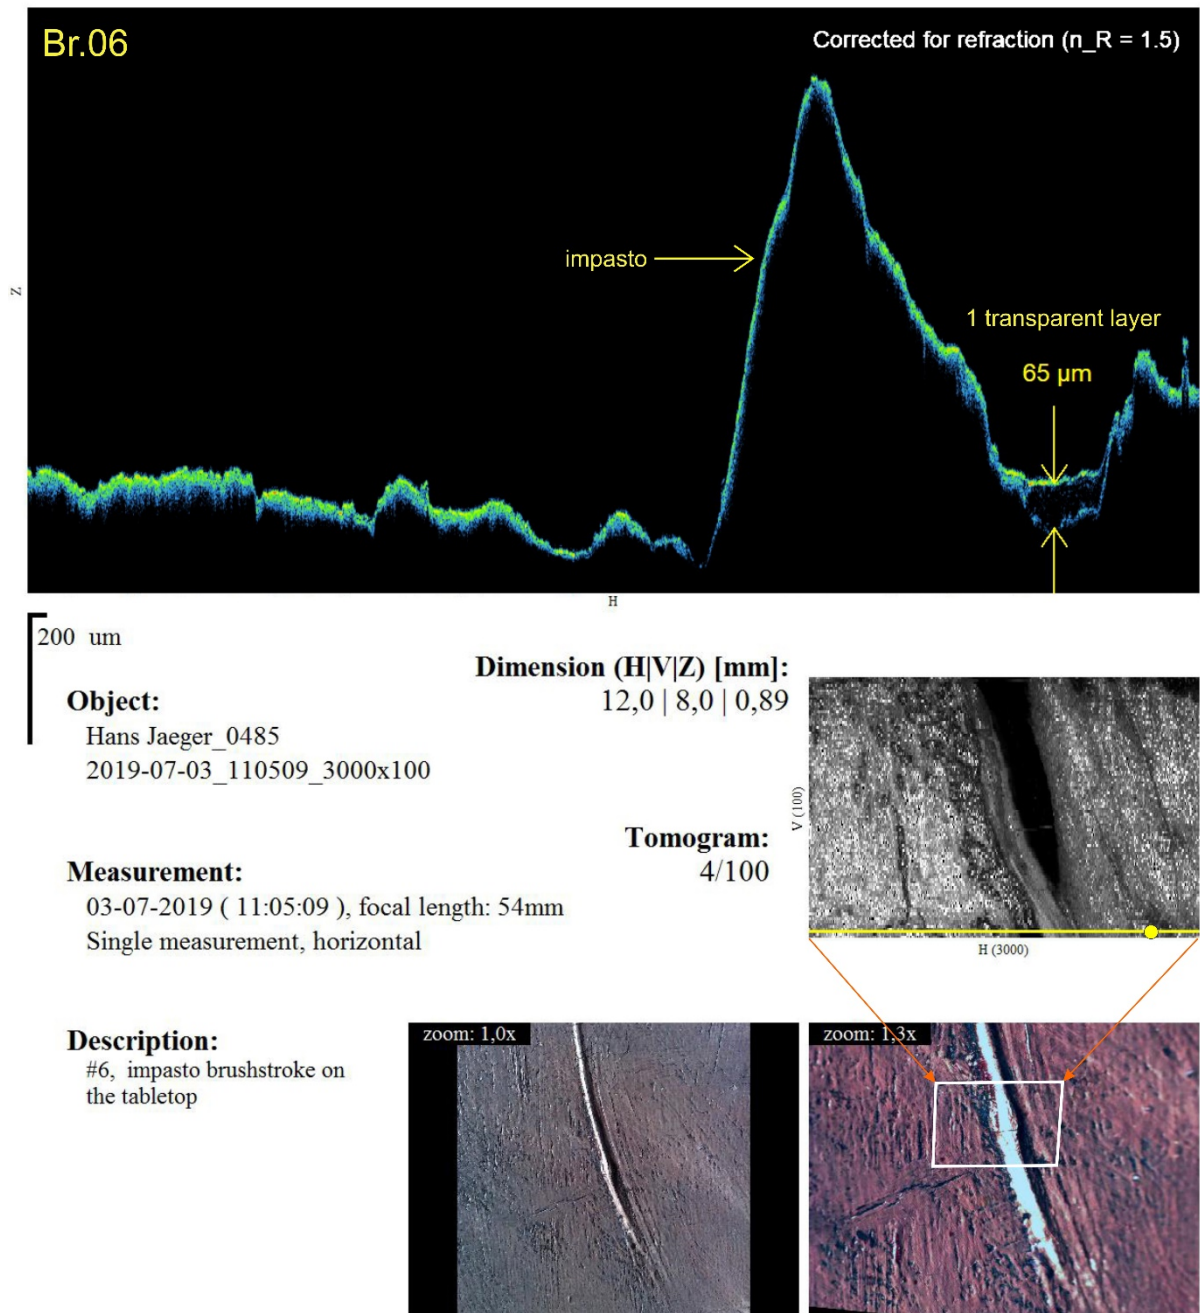 Br.06
Corrected for refraction (n_R = 1.5)
impasto
1 transparent layer
65 µm
Z
H
200 um
Dimension (H|V|Z) [mm]:
12,0 | 8,0 | 0,89
Object:
Hans Jaeger_0485
2019-07-03_110509_3000x100
Tomogram:
4/100
V (100)
H (3000)
Measurement:
03-07-2019 ( 11:05:09 ), focal length: 54mm
Single measurement, horizontal
Description:
#6, impasto brushstroke on
the tabletop
zoom: 1,0x
zoom: 1,3x